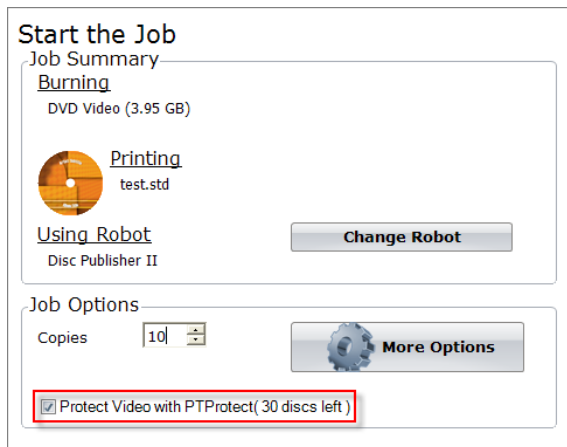 Start the Job
Job Summary
Burning
DVD Video (3.95 GB)
Printing
test.std
Using Robot
Change Robot
Disc Publisher II
Job Options
Copies 10
More Options
Protect Video with PTProtect( 30 discs left )